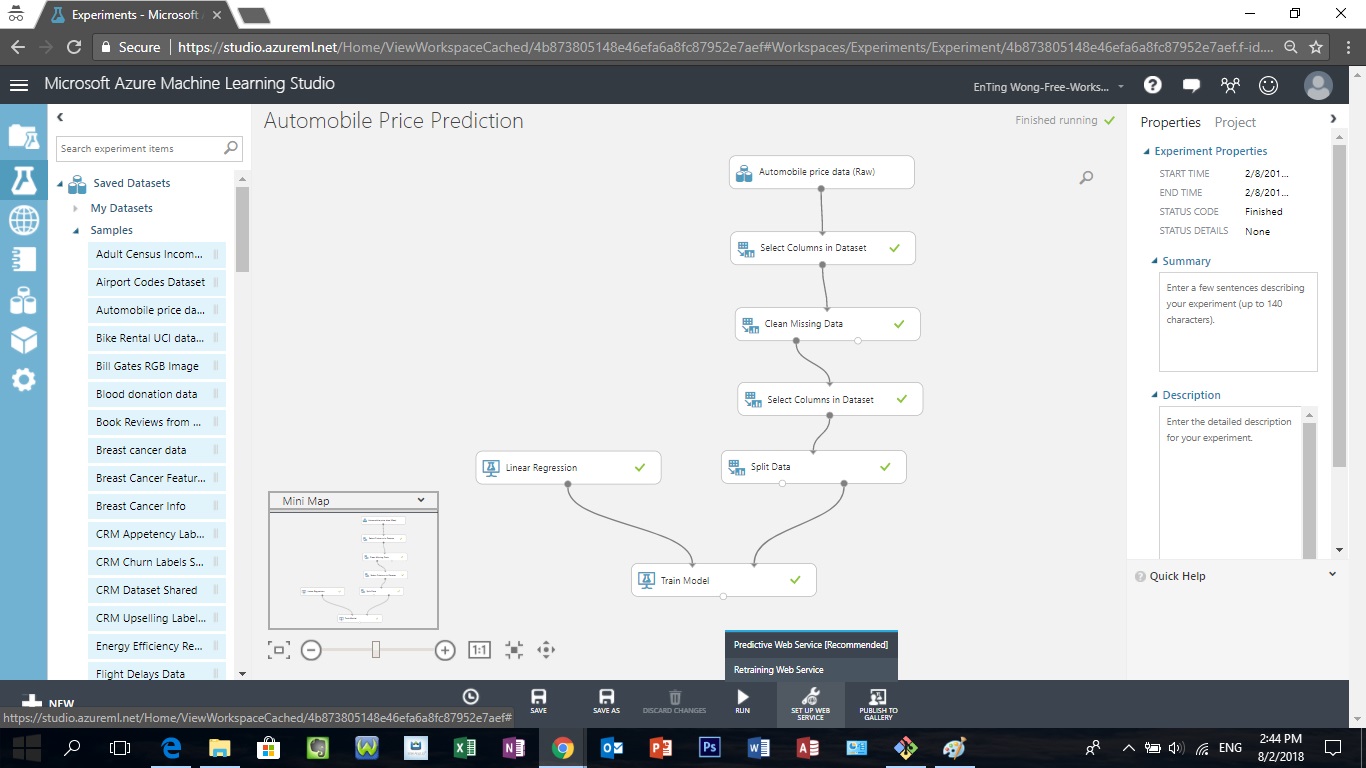 Experiments - Microsoft
Secure
https://studio.azureml.net/Home/ViewWorkspaceCached/4b873805148e46efa6a8fc87952e7aef#Workspaces/Experiments/Experiment/4b873805148e46efa6a8fc87952e7aef.f-id....
Microsoft Azure Machine Learning Studio
EnTing Wong-Free-Works...
Search experiment items
Saved Datasets
My Datasets
Samples
Adult Census Incom...
Airport Codes Dataset
Automobile price da...
Bike Rental UCI data...
Bill Gates RGB Image
Blood donation data
Book Reviews from ...
Breast cancer data
Breast Cancer Featur...
Breast Cancer Info
CRM Appetency Lab...
CRM Churn Labels S...
CRM Dataset Shared
CRM Upselling Label...
Energy Efficiency Re...
Flight Delays Data
Automobile Price Prediction
Finished running
Automobile price data (Raw)
Select Columns in Dataset
Clean Missing Data
Select Columns in Dataset
Linear Regression
Split Data
Train Model
Mini Map
1:1
Properties
Project
Experiment Properties
START TIME 2/8/201...
END TIME 2/8/201...
STATUS CODE Finished
STATUS DETAILS None
Summary
Enter a few sentences describing
your experiment (up to 140
characters).
Description
Enter the detailed description
for your experiment.
Quick Help
Predictive Web Service [Recommended]
Retraining Web Service
NEW
SAVE
SAVE AS
DISCARD CHANGES
RUN
SET UP WEB
SERVICE
PUBLISH TO
GALLERY
https://studio.azureml.net/Home/ViewWorkspaceCached/4b873805148e46efa6a8fc87952e7aef#
ENG
2:44 PM
8/2/2018